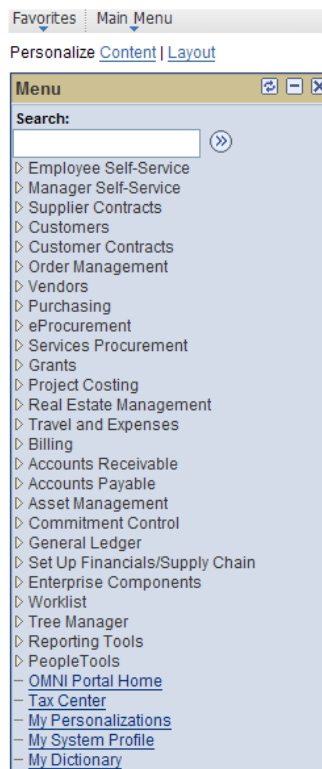 Favorites Main Menu
Personalize Content | Layout
Menu
Search:
Employee Self-Service
Manager Self-Service
Supplier Contracts
Customers
Customer Contracts
Order Management
Vendors
Purchasing
eProcurement
Services Procurement
Grants
Project Costing
Real Estate Management
Travel and Expenses
Billing
Accounts Receivable
Accounts Payable
Asset Management
Commitment Control
General Ledger
Set Up Financials/Supply Chain
Enterprise Components
Worklist
Tree Manager
Reporting Tools
PeopleTools
– OMNI Portal Home
– Tax Center
– My Personalizations
– My System Profile
– My Dictionary